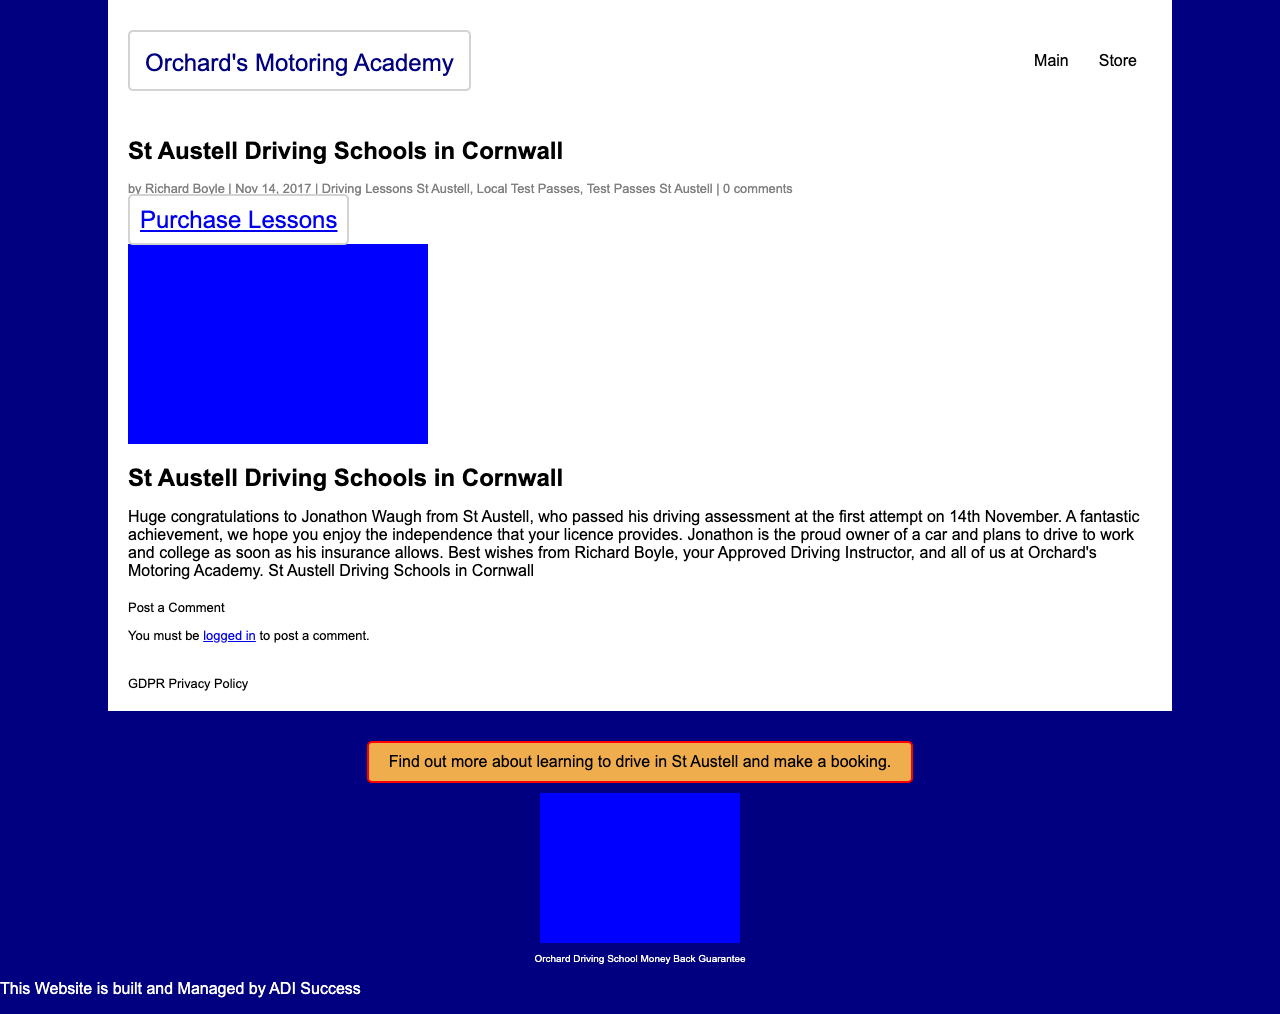 Orchard's Motoring Academy
Main
Store
St Austell Driving Schools in Cornwall
by Richard Boyle | Nov 14, 2017 | Driving Lessons St Austell, Local Test Passes, Test Passes St Austell | 0 comments
Purchase Lessons
St Austell Driving Schools in Cornwall
Huge congratulations to Jonathon Waugh from St Austell, who passed his driving assessment at the first attempt on 14th November. A fantastic
achievement, we hope you enjoy the independence that your licence provides. Jonathon is the proud owner of a car and plans to drive to work
and college as soon as his insurance allows. Best wishes from Richard Boyle, your Approved Driving Instructor, and all of us at Orchard's
Motoring Academy. St Austell Driving Schools in Cornwall
Post a Comment
You must be logged in to post a comment.
GDPR Privacy Policy
Find out more about learning to drive in St Austell and make a booking.
Orchard Driving School Money Back Guarantee
This Website is built and Managed by ADI Success